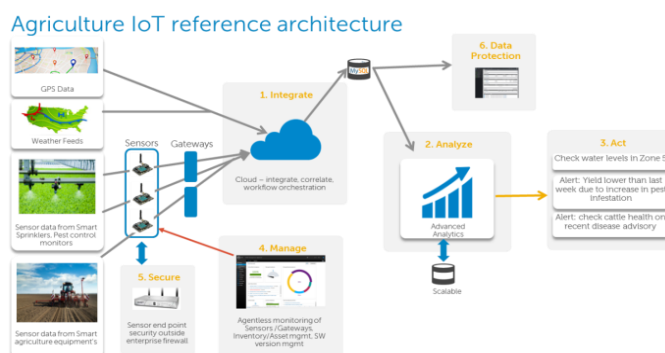 Agriculture IoT reference architecture
GPS Data
Weather Feeds
Sensor data from Smart
Sprinklers, Pest control
monitors
Sensor data from Smart
agriculture equipment's
Sensors
Gateways
1. Integrate
Cloud – integrate, correlate,
workflow orchestration
MySQL
6. Data
Protection
2. Analyze
Advanced
Analytics
Scalable
3. Act
Check water levels in Zone 5
Alert: Yield lower than last
week due to increase in pest
infestation
Alert: check cattle health on
recent disease advisory
4. Manage
Agentless monitoring of
Sensors /Gateways,
Inventory/Asset mgmt, SW
version mgmt
5. Secure
Sensor end point
security outside
enterprise firewall